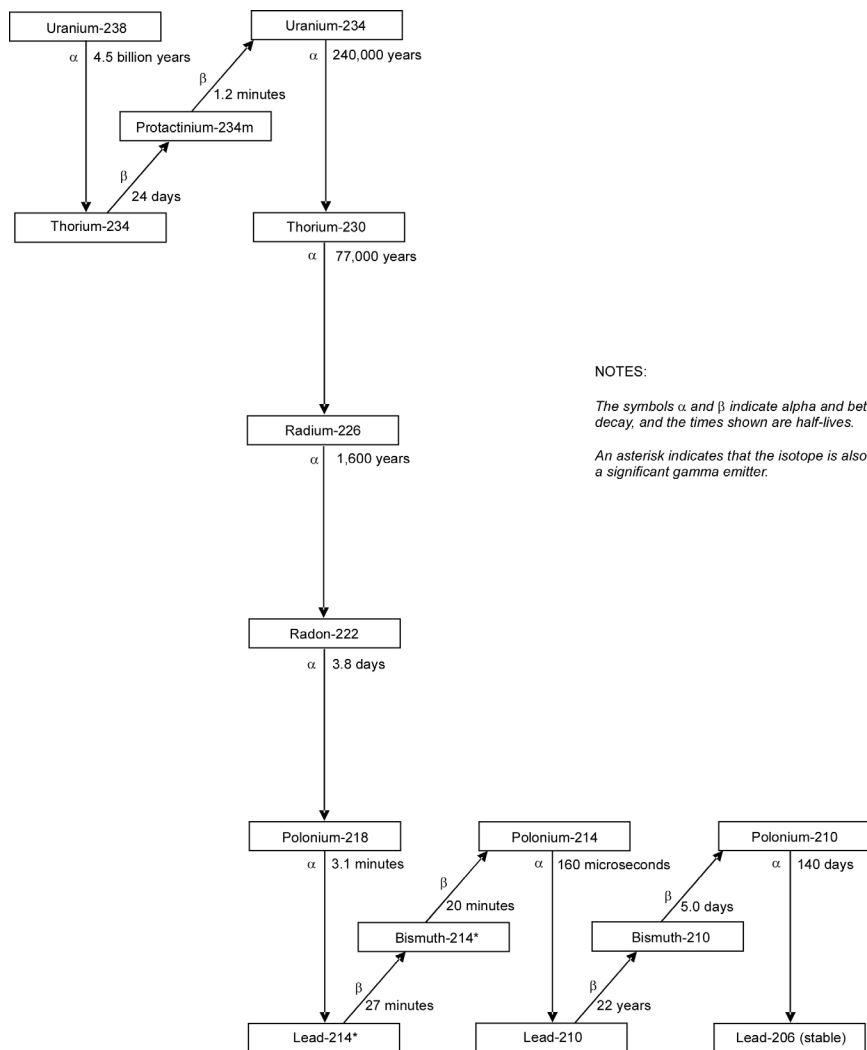 Uranium-238
Uranium-234
α 4.5 billion years
α 240,000 years
β
1.2 minutes
Protactinium-234m
β
24 days
Thorium-234
Thorium-230
α 77,000 years
NOTES:
The symbols α and β indicate alpha and bet
decay, and the times shown are half-lives.
An asterisk indicates that the isotope is also
a significant gamma emitter.
Radium-226
α 1,600 years
Radon-222
α 3.8 days
Polonium-218
Polonium-214
Polonium-210
α 3.1 minutes
α 160 microseconds
α 140 days
β
20 minutes
β
5.0 days
Bismuth-214*
Bismuth-210
β
27 minutes
β
22 years
Lead-214*
Lead-210
Lead-206 (stable)